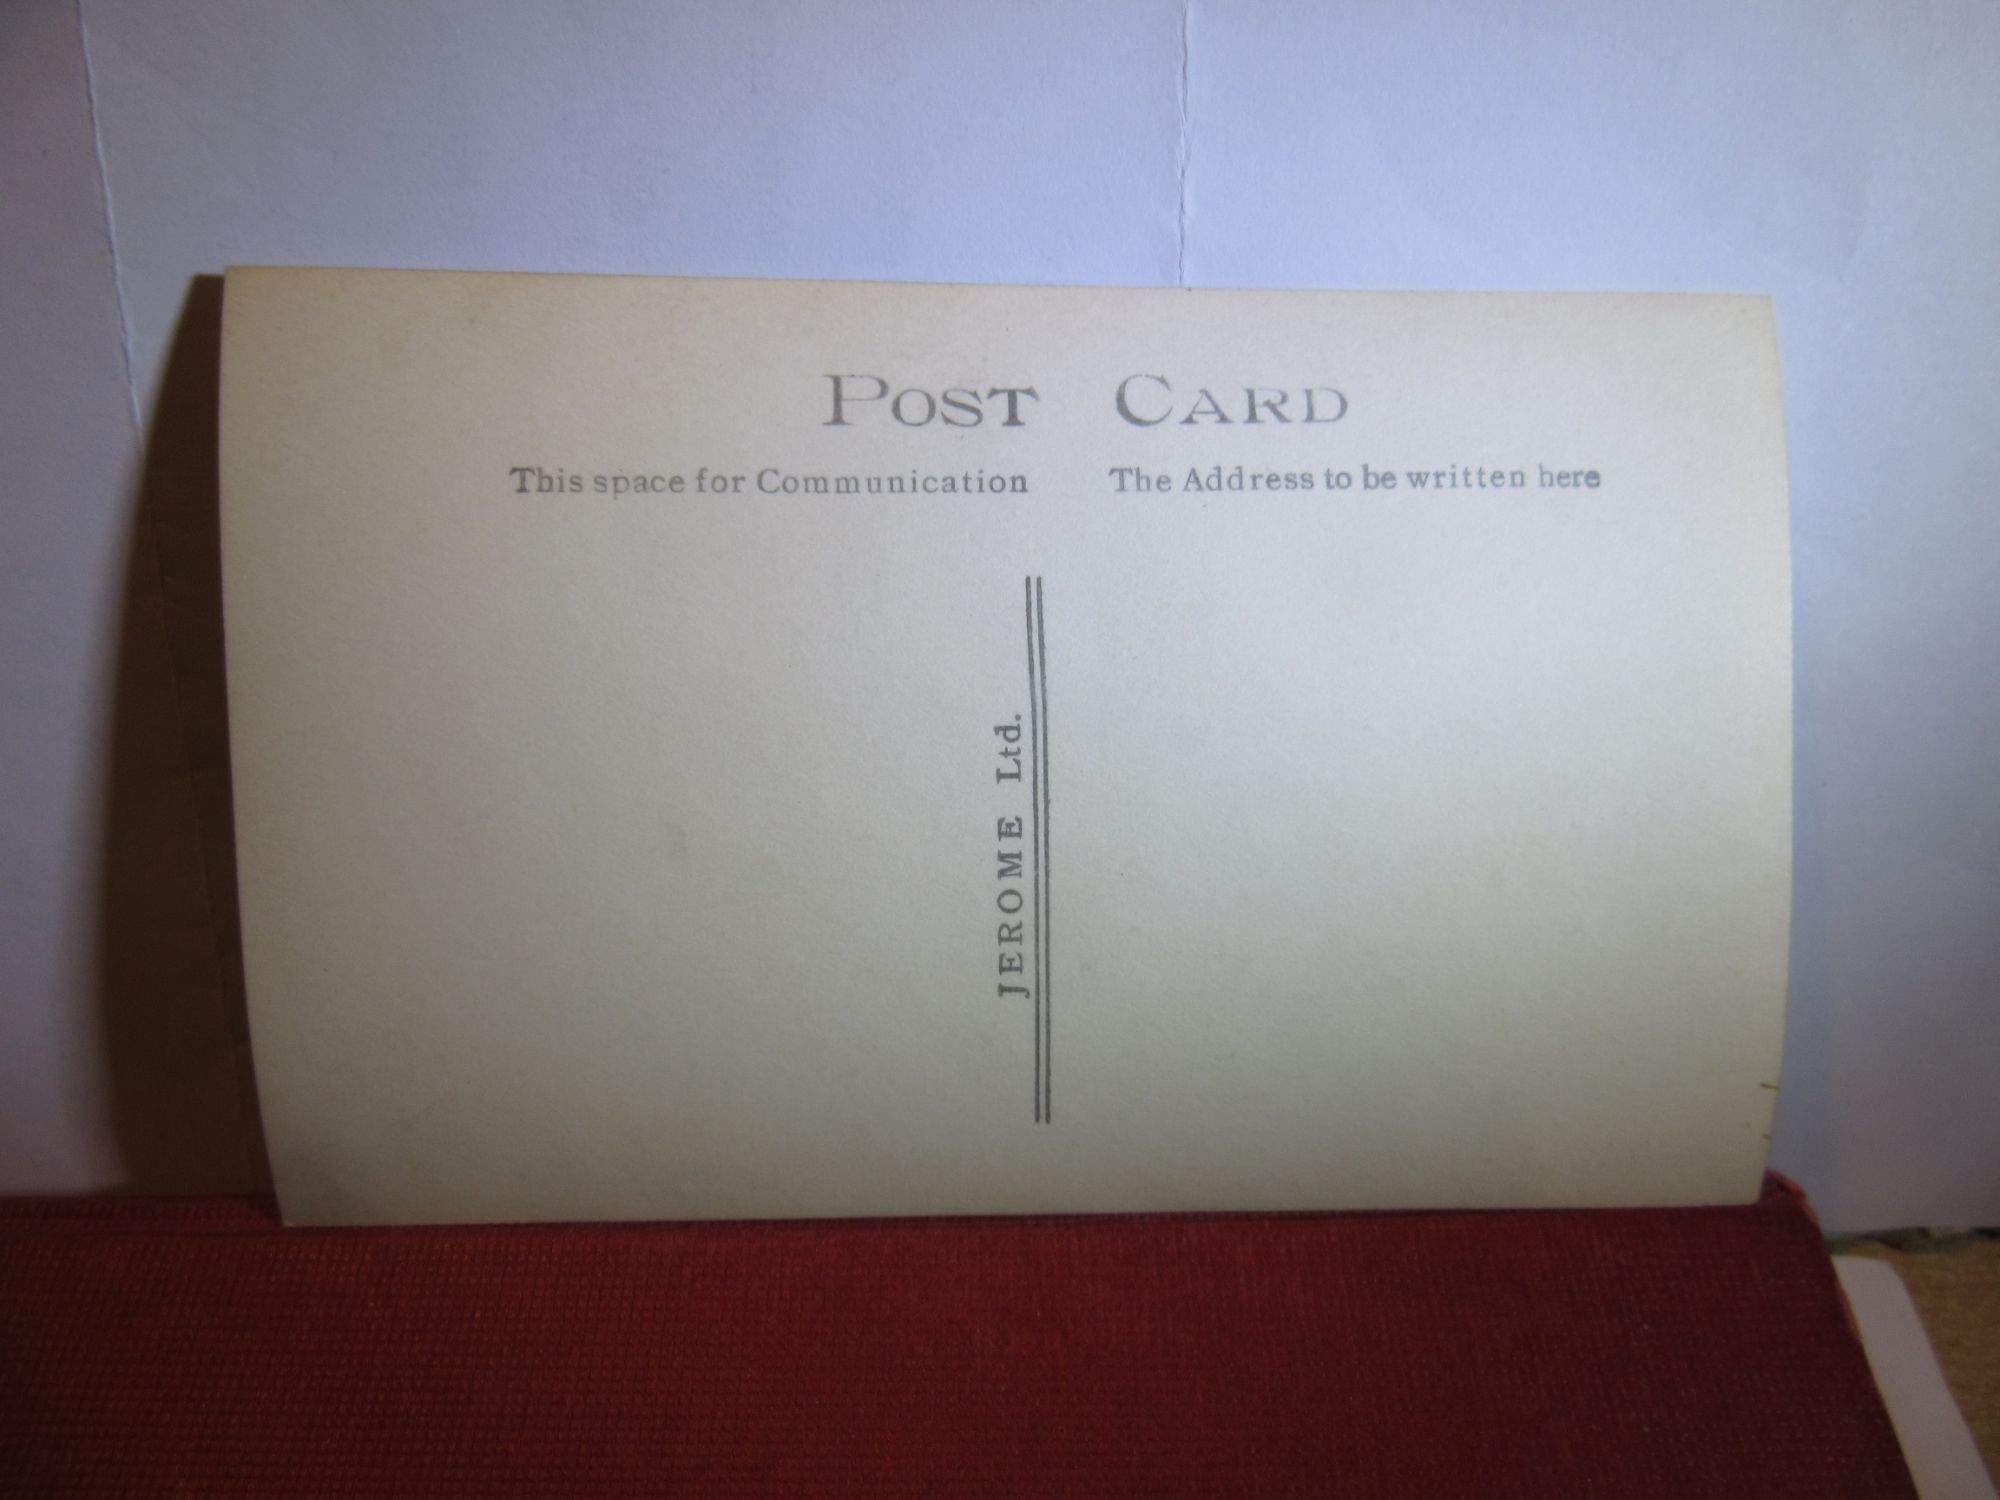 POST CARD
This space for Communication
The Address to be written here
JEROME Ltd.